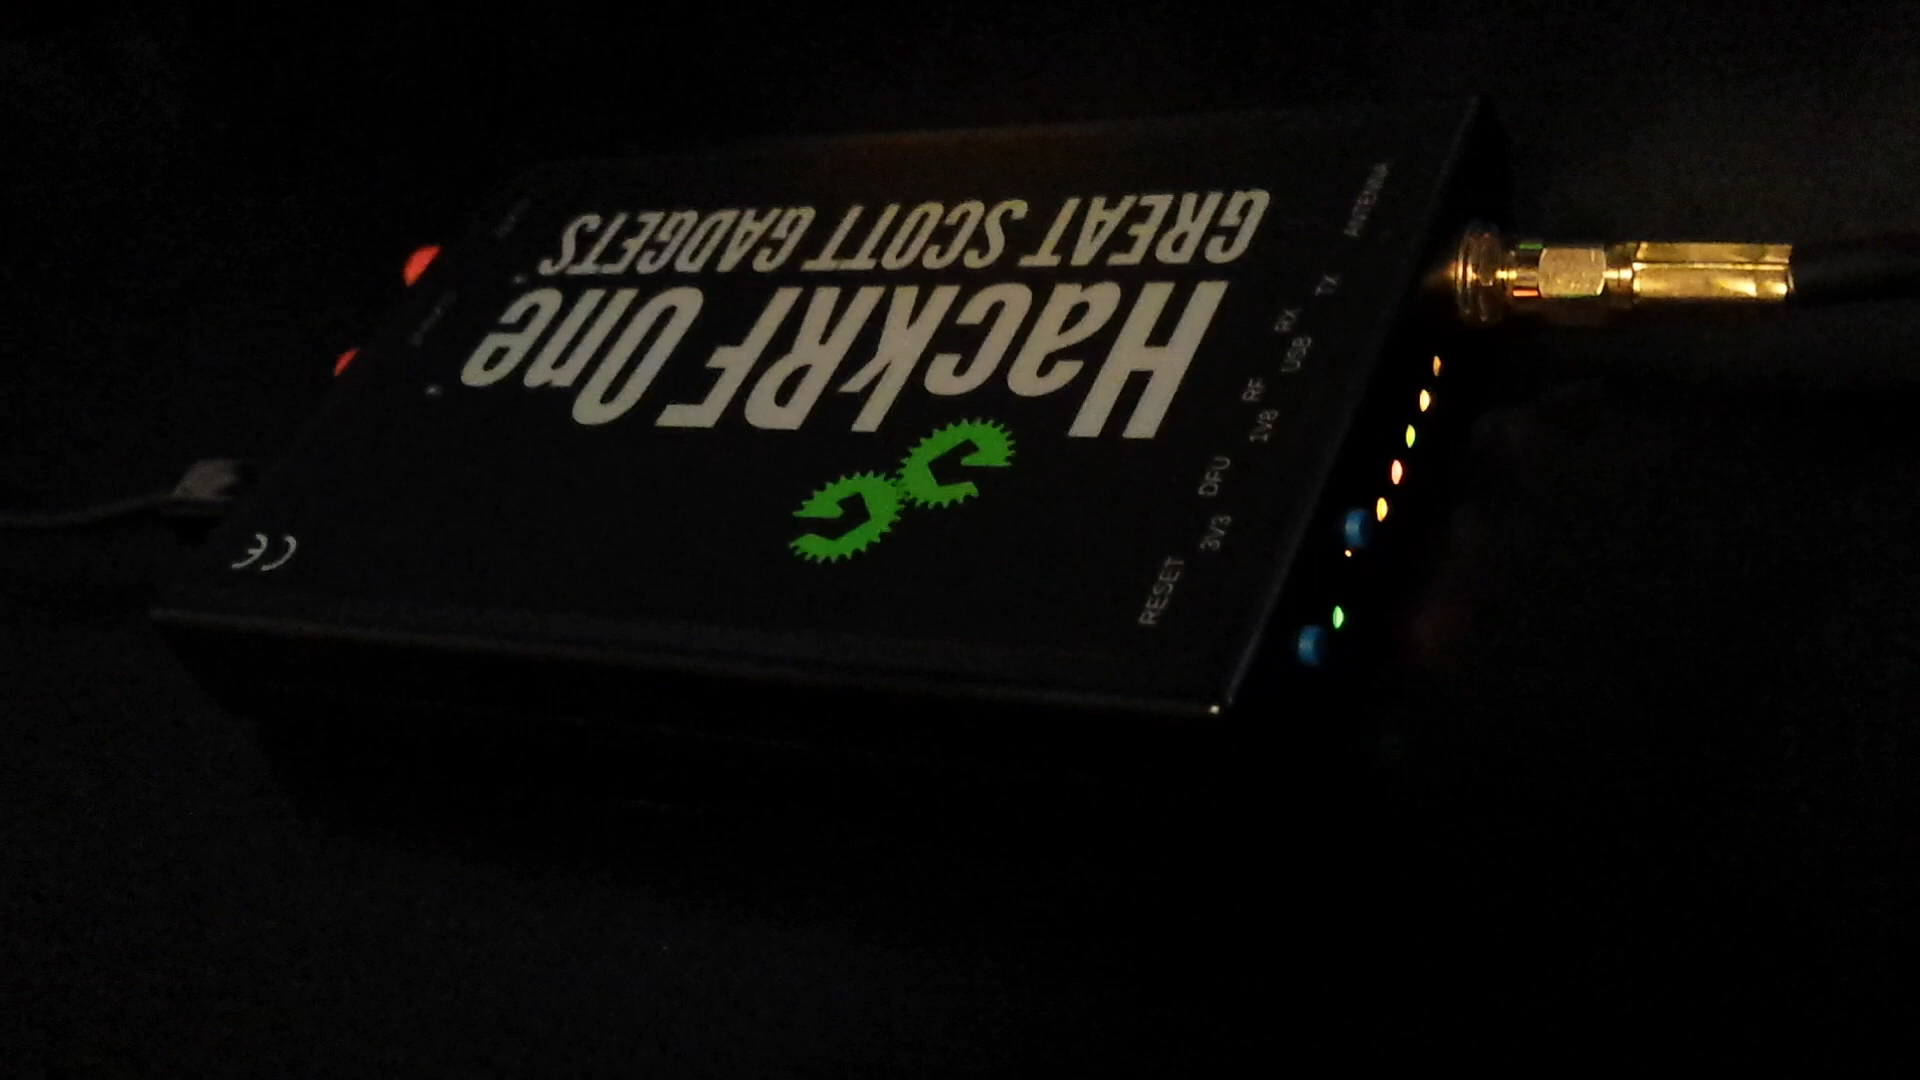 HackRF One
GREAT SCOTT GADGETS
RESET
3V3
DFU
1V8
RF
USB
RX
TX
ANTENNA
CE